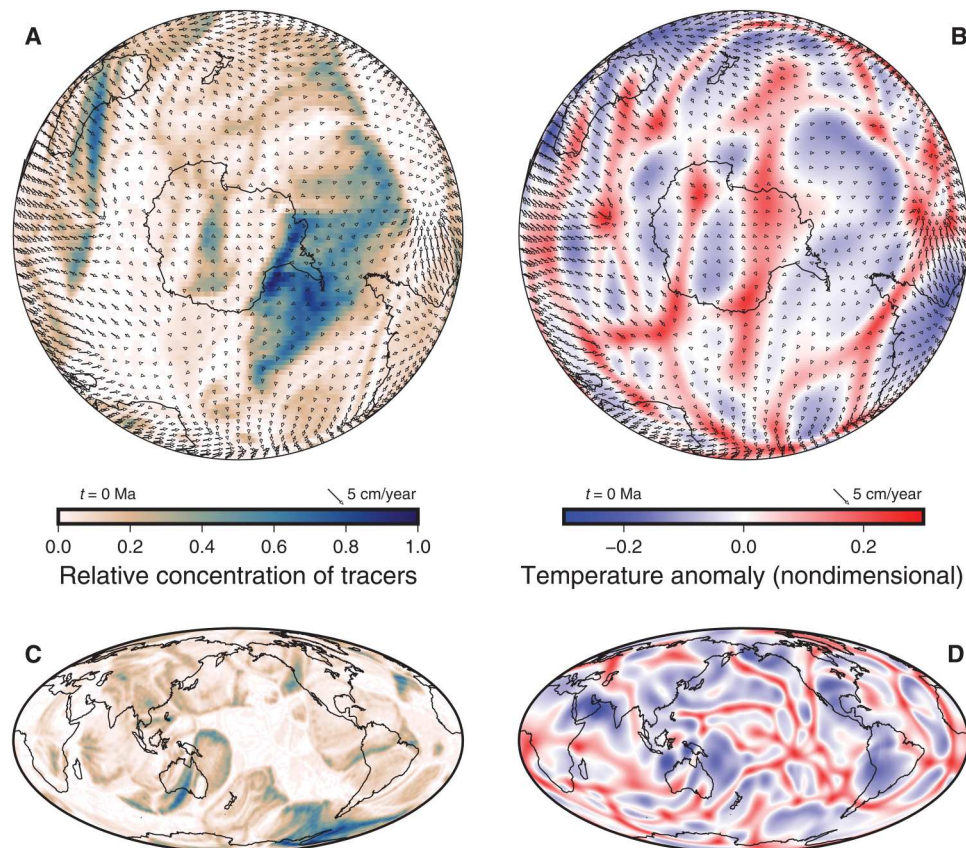 A
B
t = 0 Ma
5 cm/year
0.0 0.2 0.4 0.6 0.8 1.0
Relative concentration of tracers
t = 0 Ma
5 cm/year
−0.2 0.0 0.2
Temperature anomaly (nondimensional)
C
D